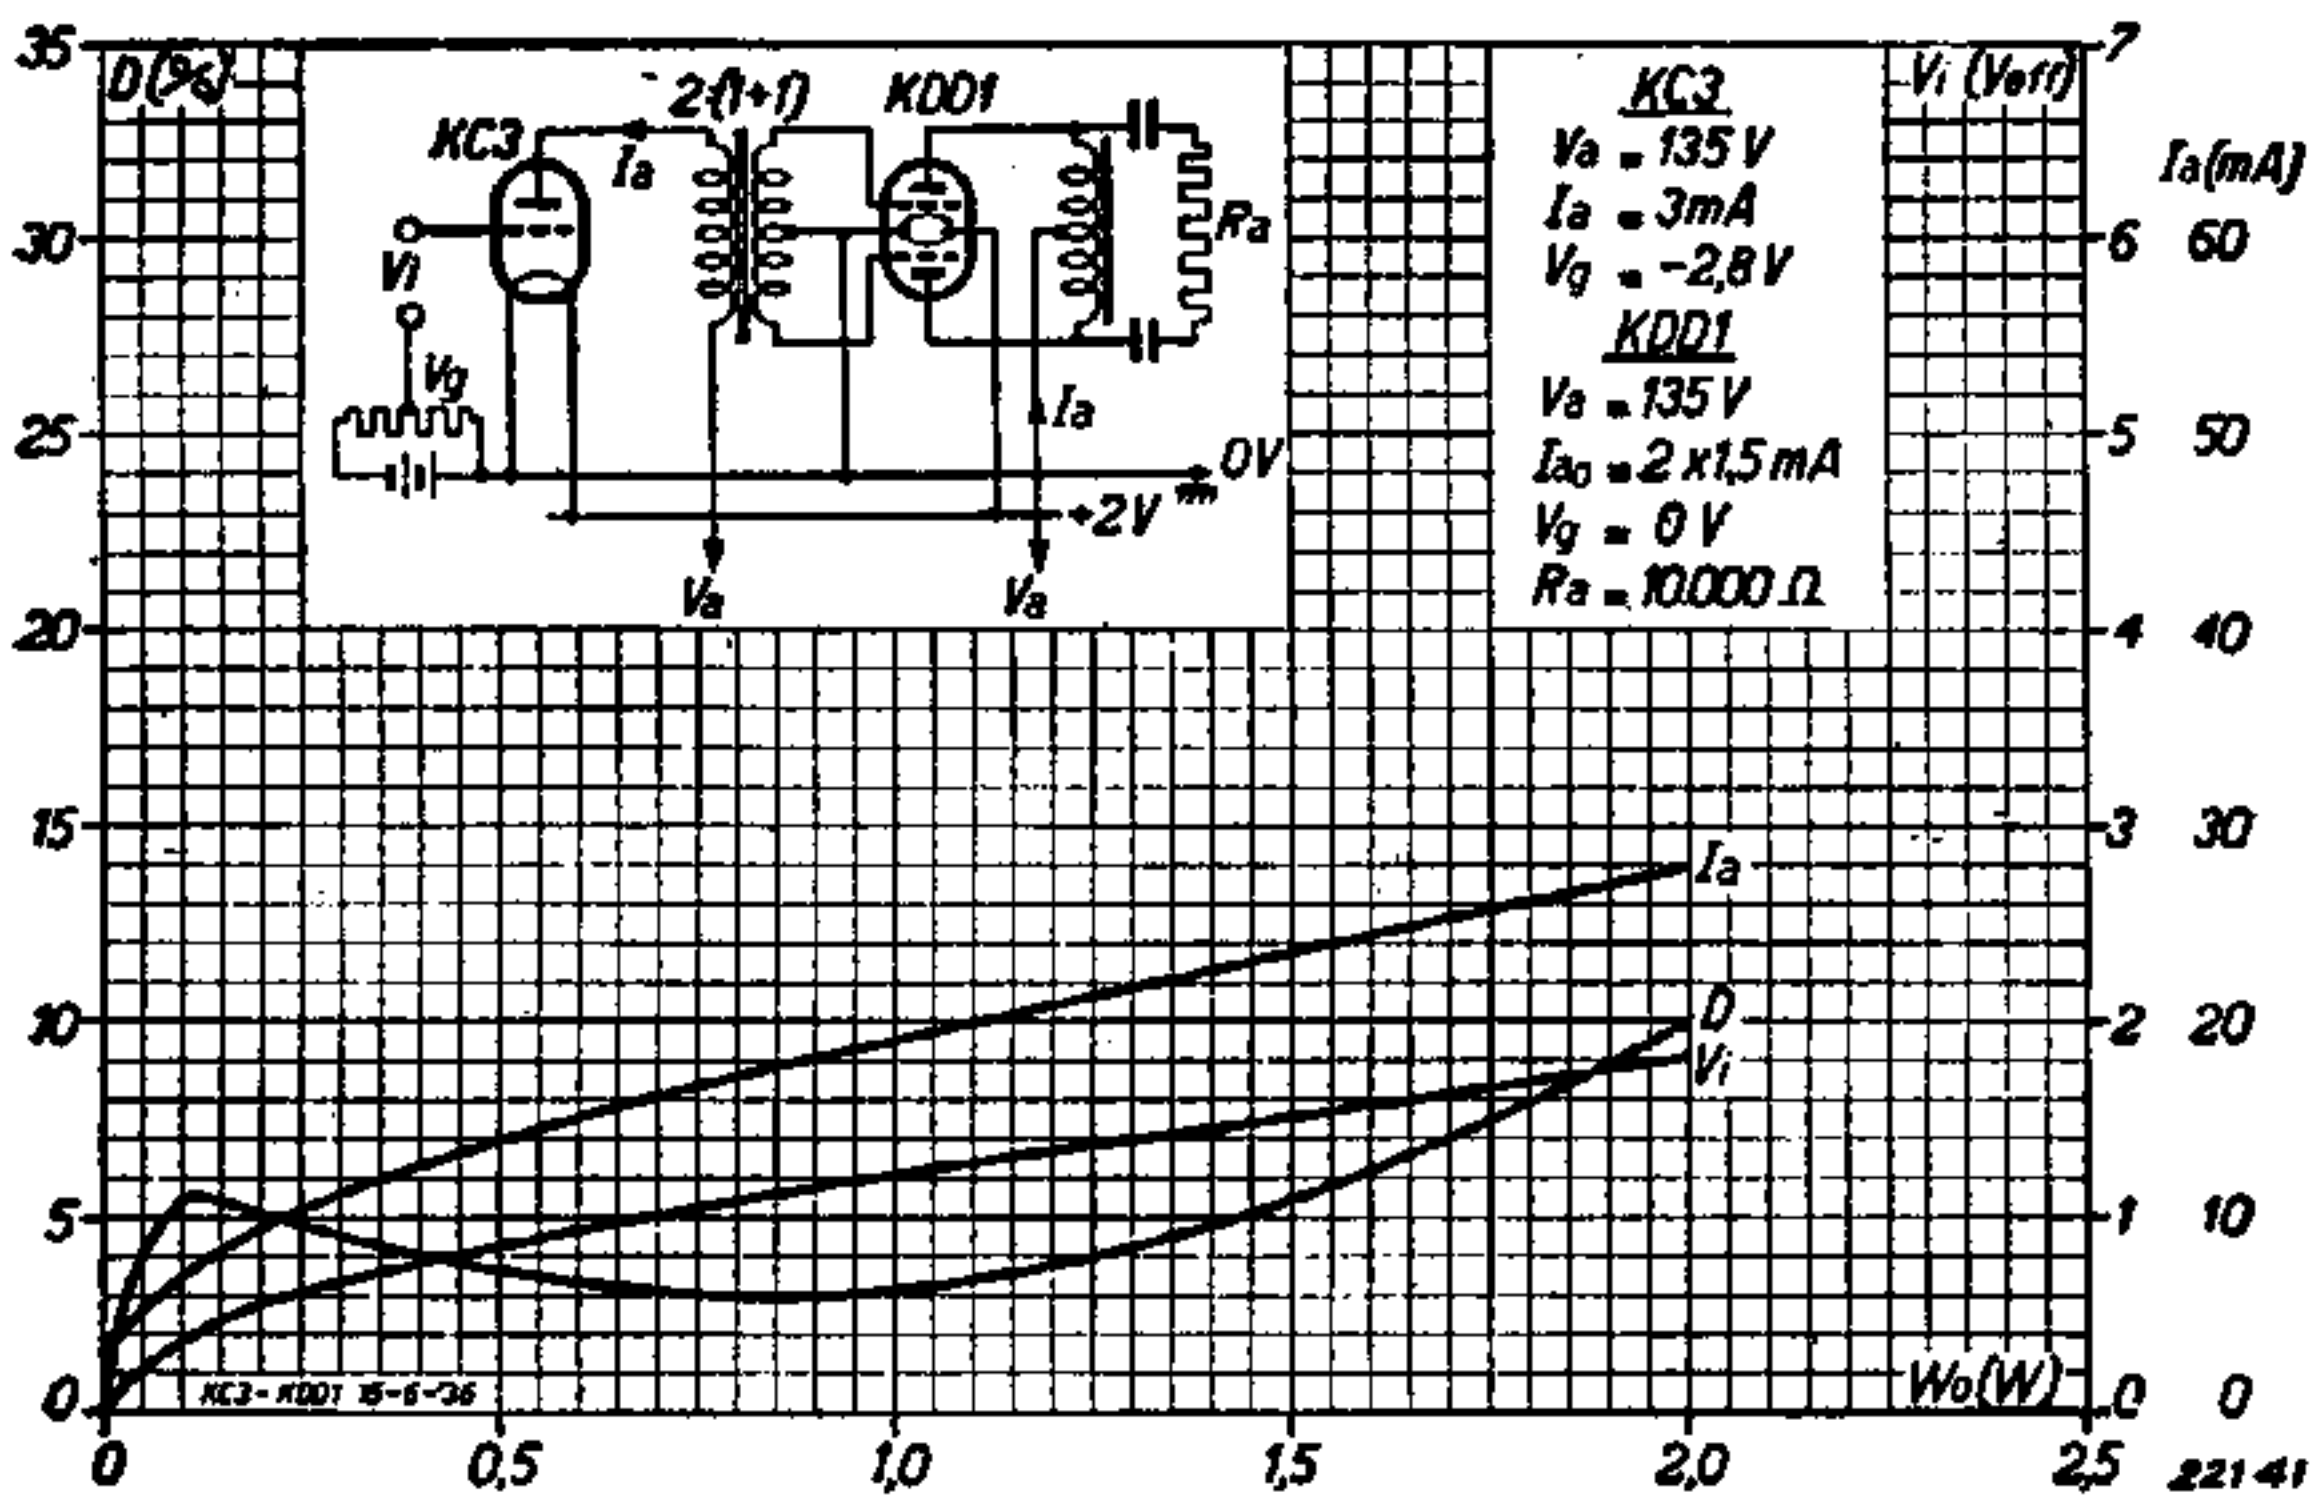 35
30
25
20
15
10
5
0
D(%)
2:(1+1)
KDD1
KC3
Ia
Vi
Vg
Ra
Ia
0V
+2V
Va
Va
KC3
Va = 135 V
Ia = 3mA
Vg = -2,8 V
KDD1
Va = 135 V
Iao = 2 x 1,5 mA
Vg = 0 V
Ra = 10.000 Ω
Vi (Veff)
Ia(mA)
7
6 60
5 50
4 40
3 30
2 20
1 10
0 0
Ia
D
Vi
KC3-KDD1 15-6-'36
Wo(W)
0 0,5 1,0 1,5 2,0 2,5
22141